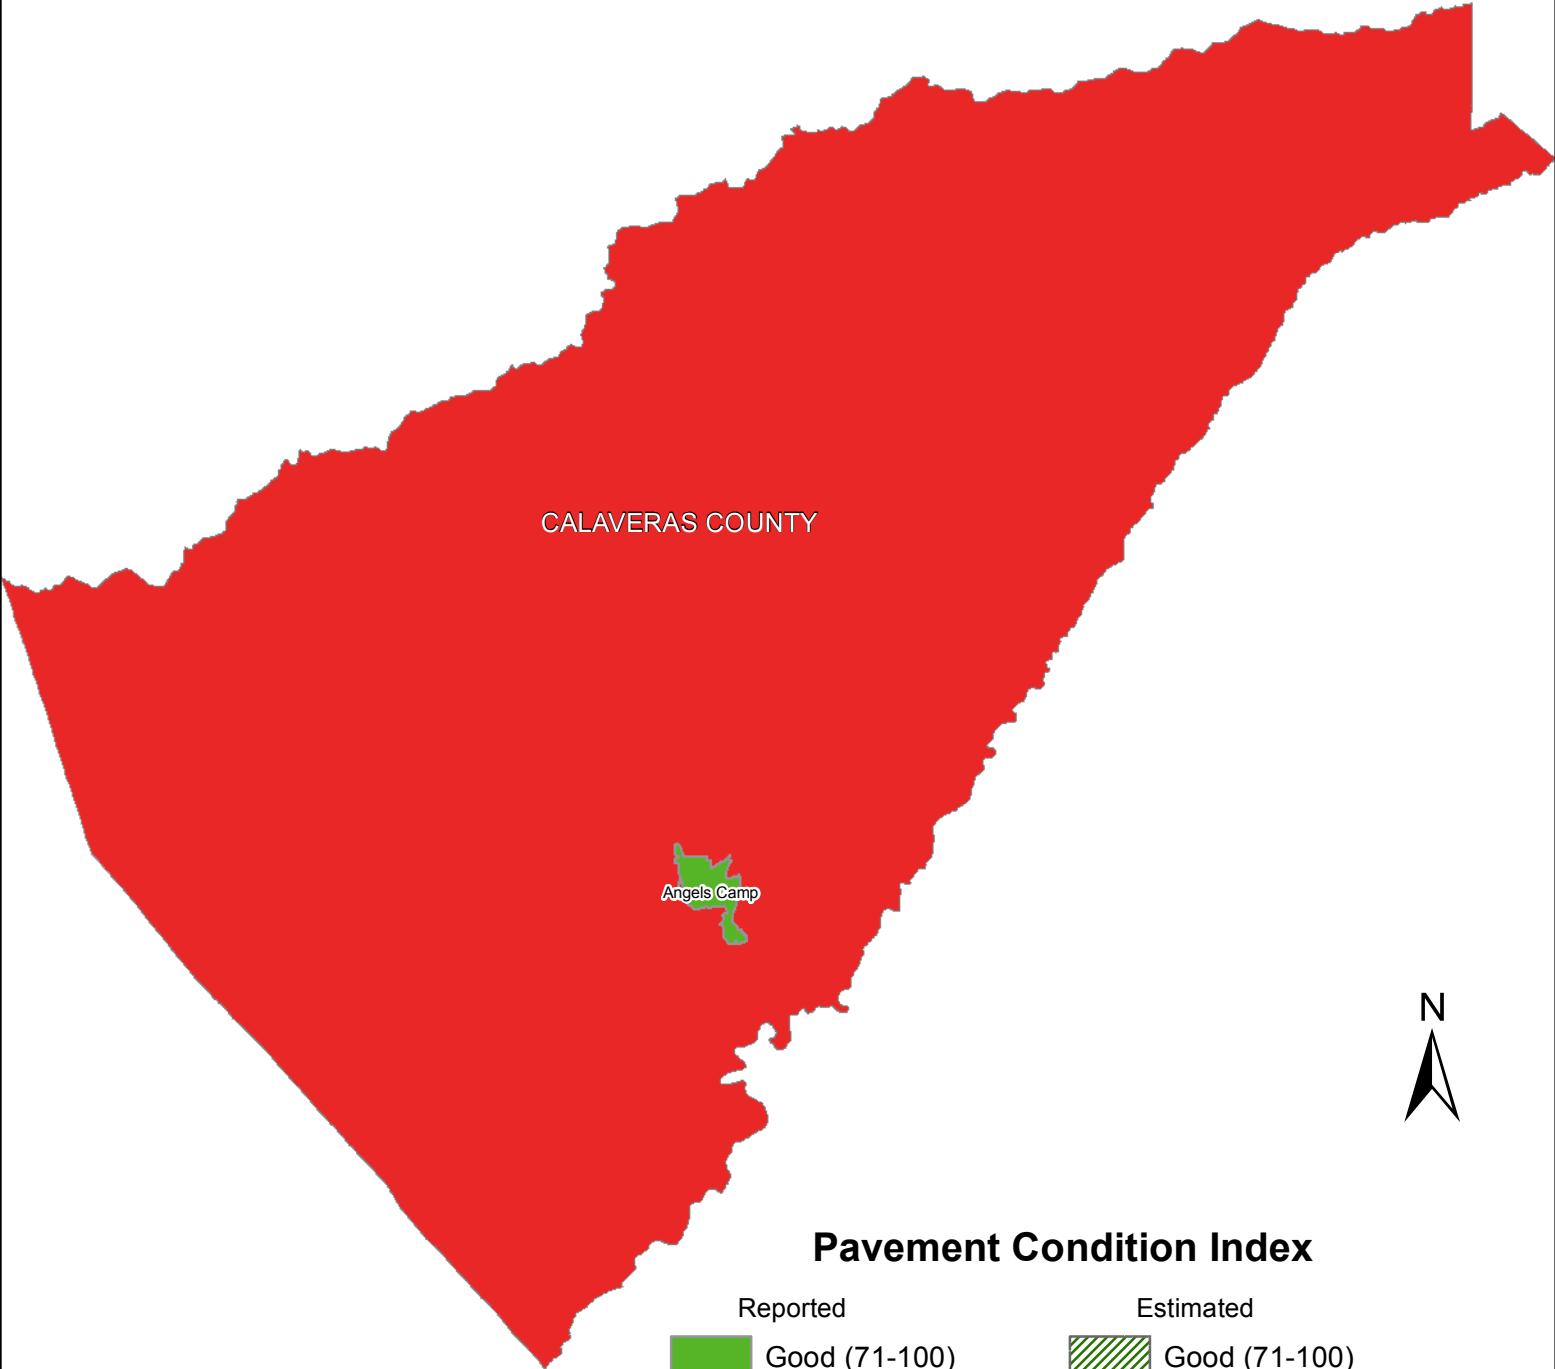 CALAVERAS COUNTY
Angels Camp
N
Pavement Condition Index
Reported
Estimated
Good (71-100)
Good (71-100)